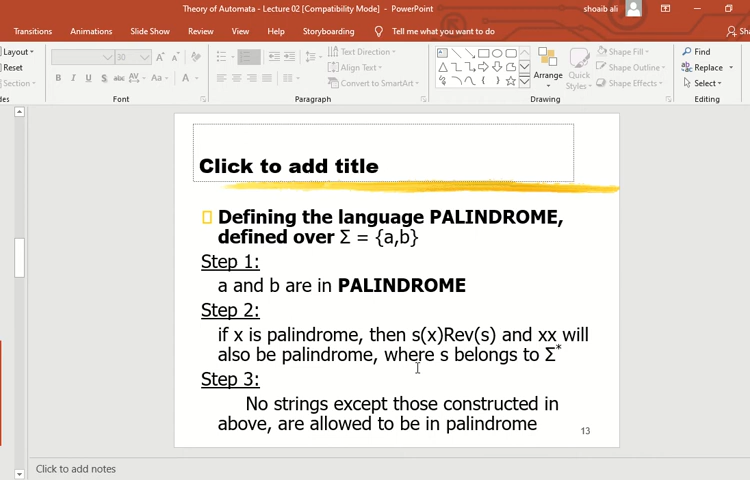 Theory of Automata - Lecture 02 [Compatibility Mode] - PowerPoint
shoaib ali
Transitions Animations Slide Show Review View Storyboarding Tell me what you want to do
Layout
Reset
Section
30
B I U S abc AV Aa A
Font
Text Direction
Align Text
Convert to SmartArt
Paragraph
Arrange
Quick
Styles
Shape Fill
Shape Outline
Shape Effects
Drawing
Find
Replace
Select
Editing
Click to add title
Defining the language PALINDROME,
defined over Σ = {a,b}
Step 1:
a and b are in PALINDROME
Step 2:
if x is palindrome, then s(x)Rev(s) and xx will
also be palindrome, where s belongs to Σ*
Step 3:
No strings except those constructed in
above, are allowed to be in palindrome
13
Click to add notes